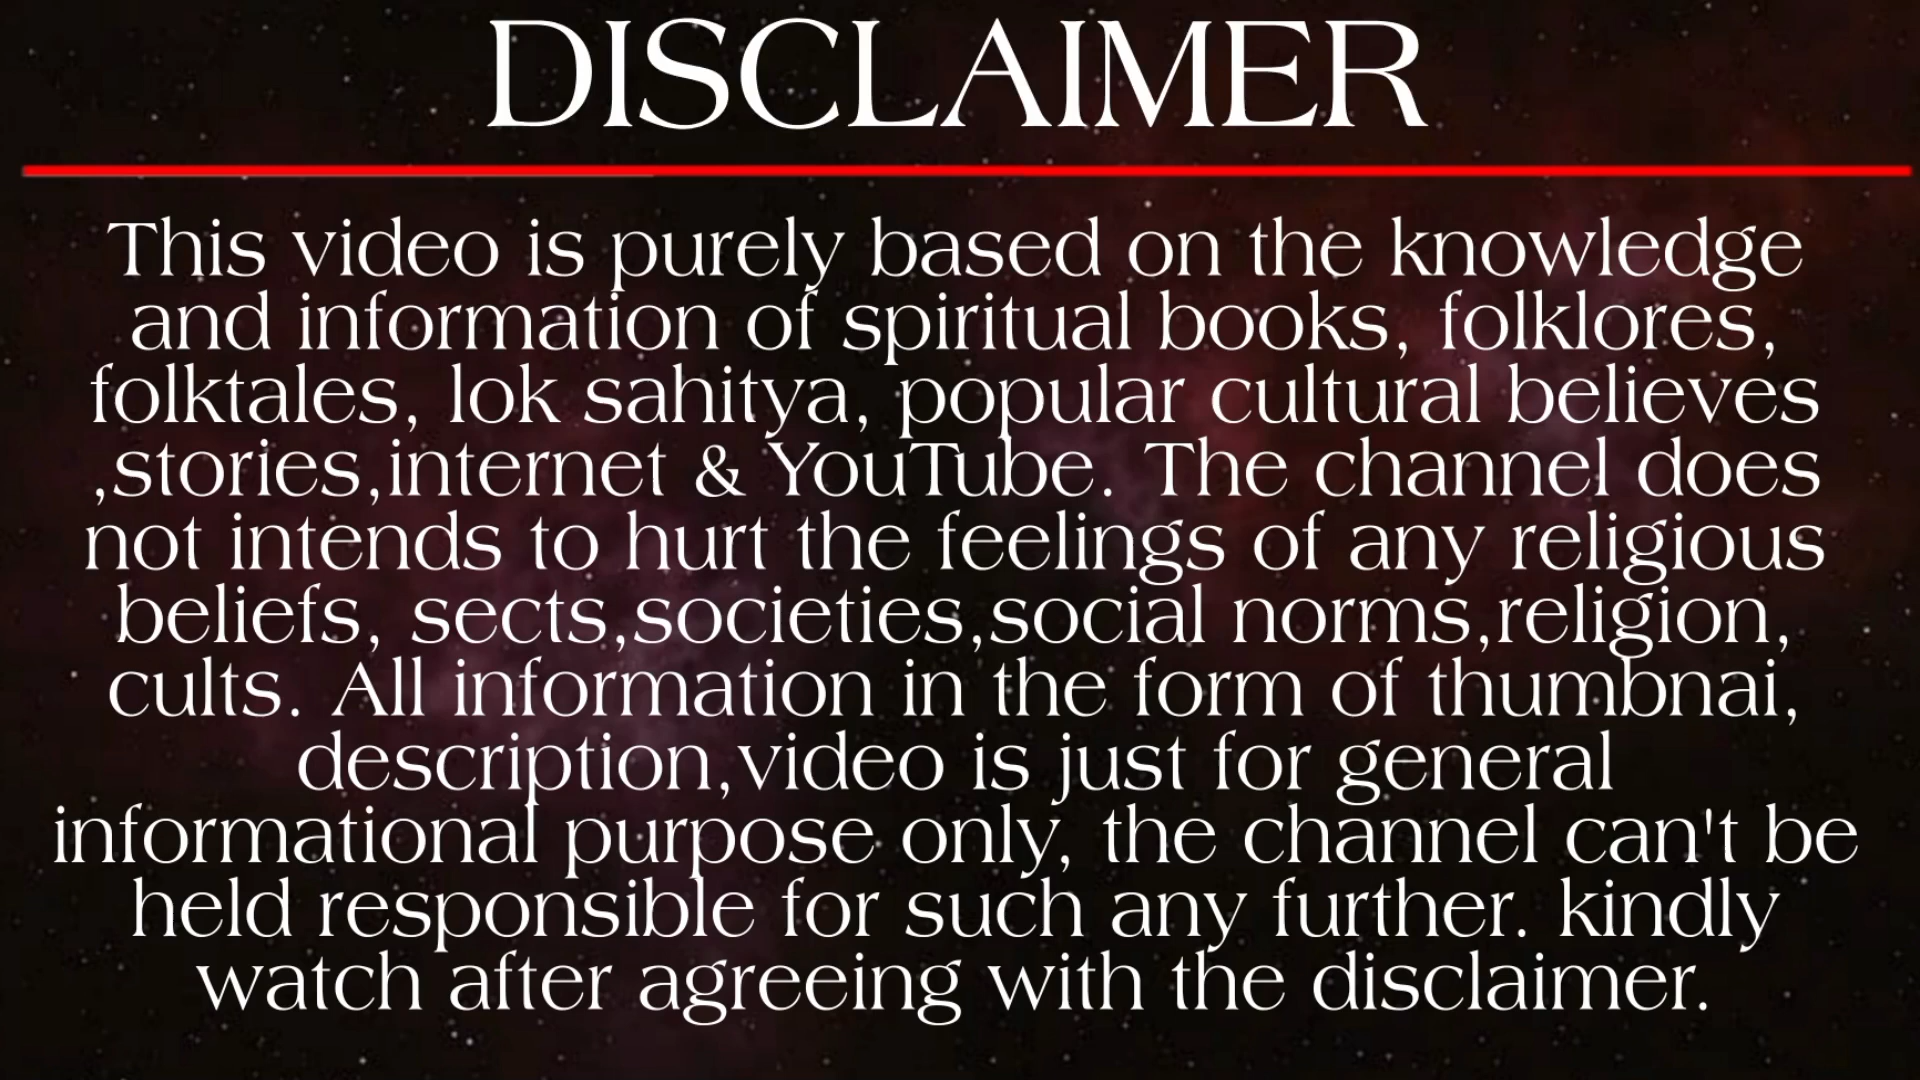 DISCLAIMER
This video is purely based on the knowledge
and information of spiritual books, folklores,
folktales, lok sahitya, popular cultural believes
,stories,internet & YouTube. The channel does
not intends to hurt the feelings of any religious
beliefs, sects,societies,social norms,religion,
cults. All information in the form of thumbnai,
description,video is just for general
informational purpose only, the channel can't be
held responsible for such any further. kindly
watch after agreeing with the disclaimer.